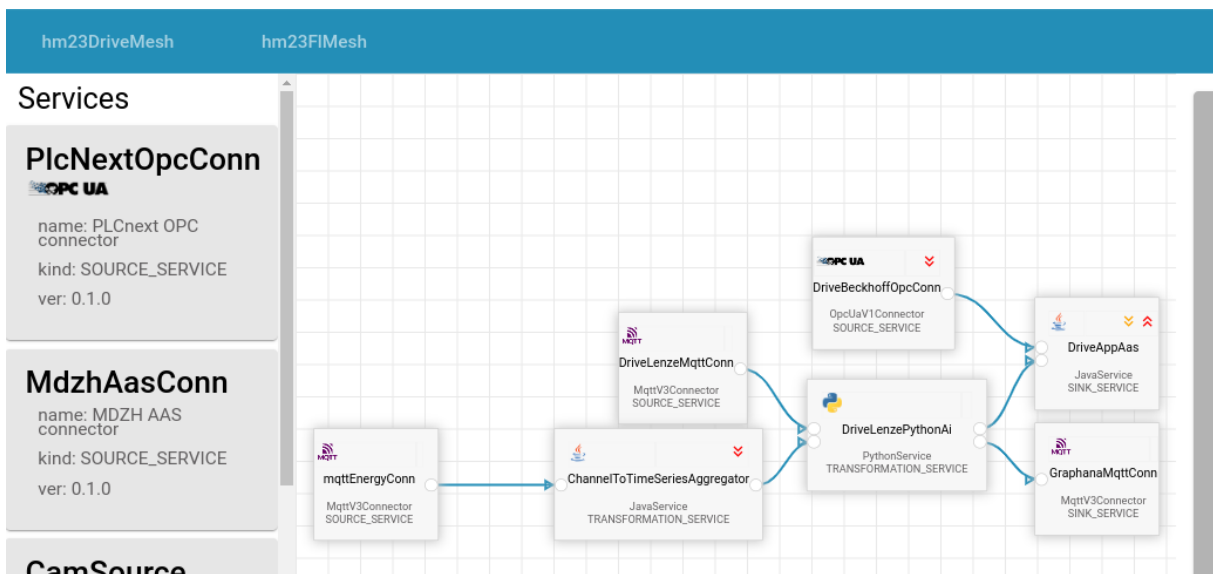 hm23DriveMesh
hm23FIMesh
Services
PlcNextOpcConn
OPC UA
name: PLCnext OPC
connector
kind: SOURCE_SERVICE
ver: 0.1.0
MdzhAasConn
name: MDZH AAS
connector
kind: SOURCE_SERVICE
ver: 0.1.0
CamSource
MQTT
mqttEnergyConn
MqttV3Connector
SOURCE_SERVICE
MQTT
DriveLenzeMqttConn
MqttV3Connector
SOURCE_SERVICE
ChannelToTimeSeriesAggregator
JavaService
TRANSFORMATION_SERVICE
OPC UA
DriveBeckhoffOpcConn
OpcUaV1Connector
SOURCE_SERVICE
DriveLenzePythonAi
PythonService
TRANSFORMATION_SERVICE
DriveAppAas
JavaService
SINK_SERVICE
MQTT
GraphanaMqttConn
MqttV3Connector
SINK_SERVICE